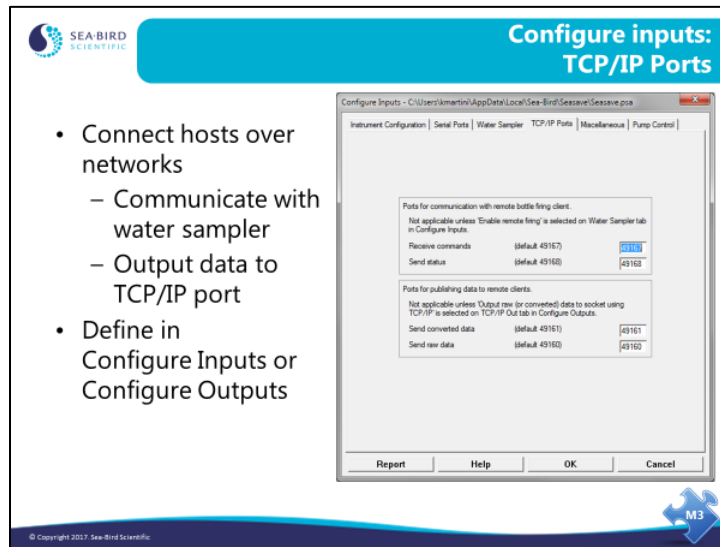 SEA·BIRD
SCIENTIFIC
Configure inputs:
TCP/IP Ports
• Connect hosts over
networks
– Communicate with
water sampler
– Output data to
TCP/IP port
• Define in
Configure Inputs or
Configure Outputs
Configure Inputs - C:\Users\kmartini\AppData\Local\Sea-Bird\Seasave\Seasave.psa
Instrument Configuration | Serial Ports | Water Sampler | TCP/IP Ports | Miscellaneous | Pump Control |
Ports for communication with remote bottle firing client.
Not applicable unless 'Enable remote firing' is selected on Water Sampler tab
in Configure Inputs.
Receive commands (default 49167) 49167
Send status (default 49168) 49168
Ports for publishing data to remote clients.
Not applicable unless 'Output raw (or converted) data to socket using
TCP/IP' is selected on TCP/IP Out tab in Configure Outputs.
Send converted data (default 49161) 49161
Send raw data (default 49160) 49160
Report Help OK Cancel
M3
© Copyright 2017. Sea-Bird Scientific